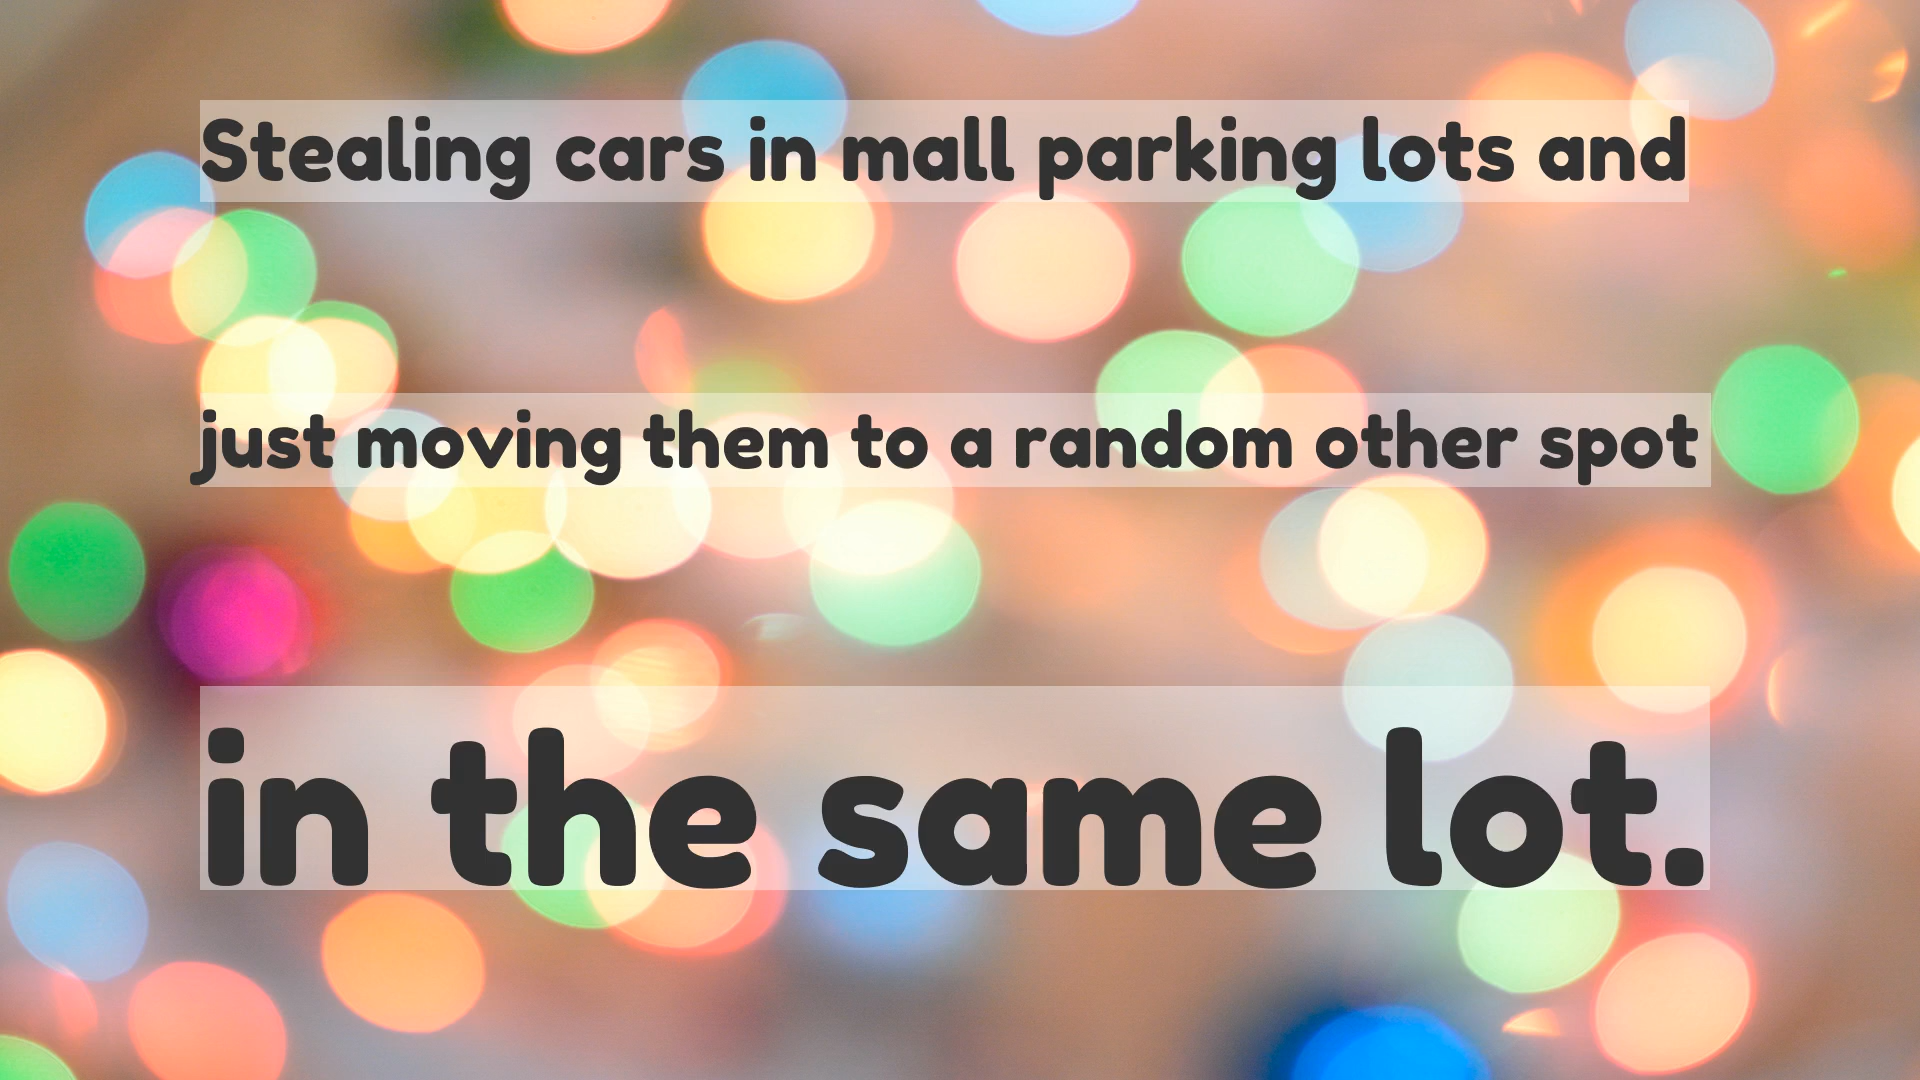 Stealing cars in mall parking lots and
just moving them to a random other spot
in the same lot.